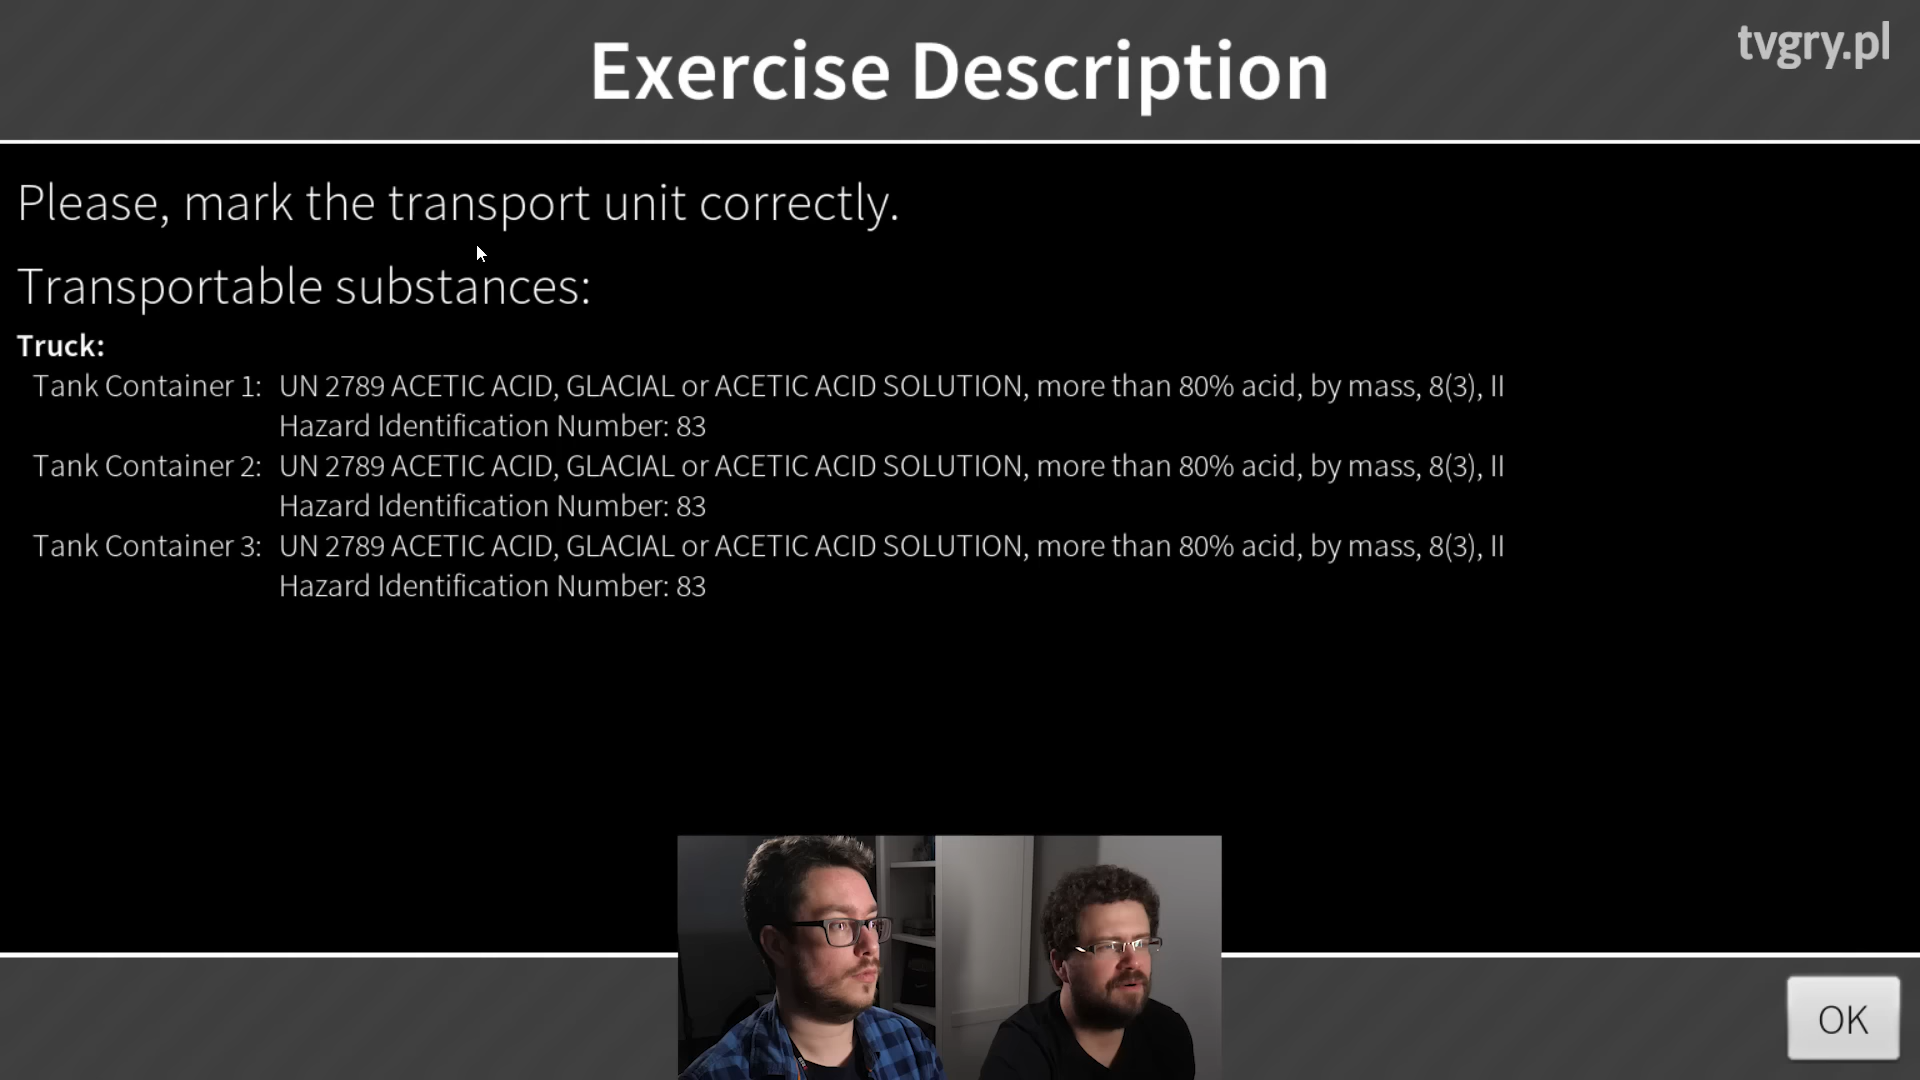 Exercise Description
tvgry.pl
Please, mark the transport unit correctly.
Transportable substances:
Truck:
Tank Container 1: UN 2789 ACETIC ACID, GLACIAL or ACETIC ACID SOLUTION, more than 80% acid, by mass, 8(3), II
Hazard Identification Number: 83
Tank Container 2: UN 2789 ACETIC ACID, GLACIAL or ACETIC ACID SOLUTION, more than 80% acid, by mass, 8(3), II
Hazard Identification Number: 83
Tank Container 3: UN 2789 ACETIC ACID, GLACIAL or ACETIC ACID SOLUTION, more than 80% acid, by mass, 8(3), II
Hazard Identification Number: 83
OK